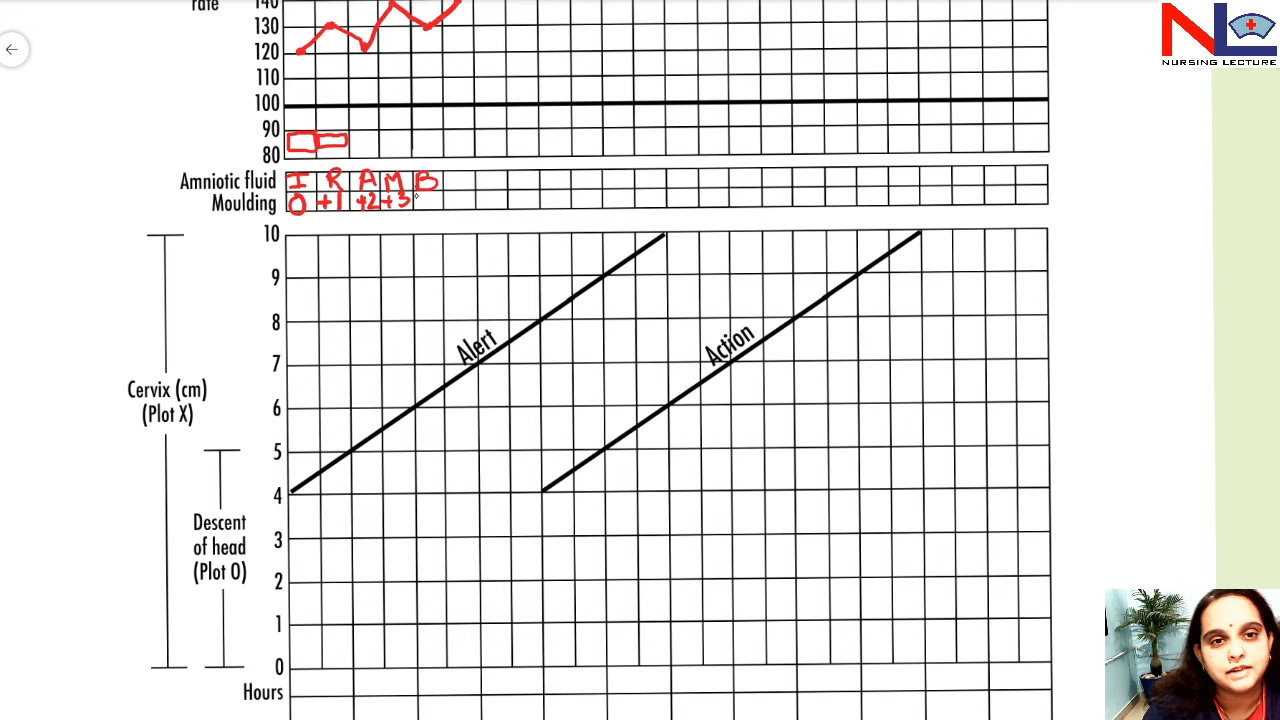 rate
140
130
120
110
100
90
80
Amniotic fluid I R A M B
Moulding 0 +1 +2 +3
10
9
8
7
6
5
4
3
2
1
0
Alert
Action
Cervix (cm)
(Plot X)
Descent
of head
(Plot O)
Hours
NL
NURSING LECTURE